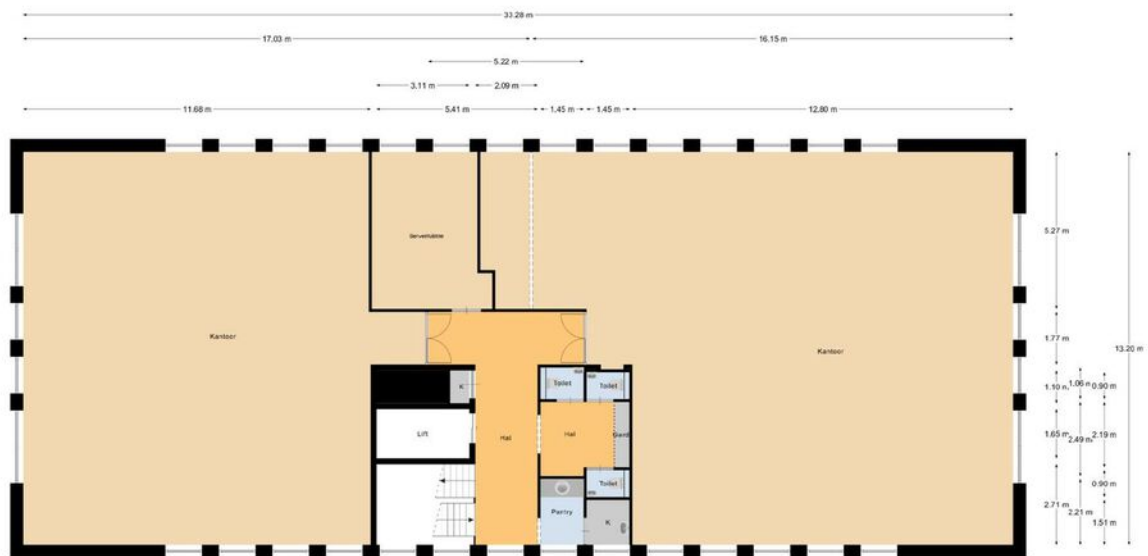 33.28 m
17.03 m
16.15 m
5.22 m
3.11 m
2.09 m
11.68 m
5.41 m
1.45 m
1.45 m
12.80 m
5.27 m
Kantoor
1.77 m
13.20 m
Kantoor
K
Toilet
Toilet
1.06 m
0.90 m
Lift
Hal
Hal
1.65 m
2.49 m
2.19 m
Toilet
0.90 m
2.71 m
2.21 m
Pantry
K
1.51 m